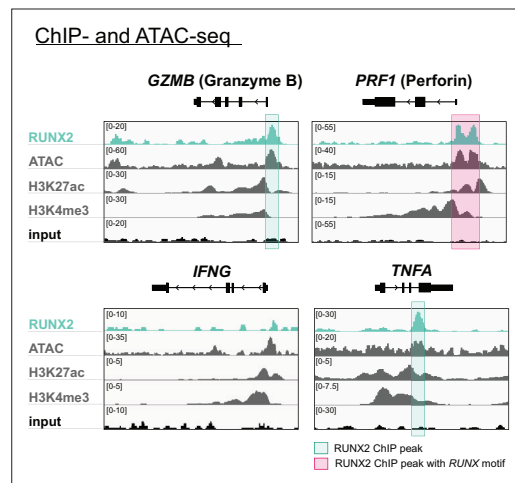 ChIP- and ATAC-seq
GZMB (Granzyme B)
PRF1 (Perforin)
RUNX2
ATAC
H3K27ac
H3K4me3
input
[0-20]
[0-60]
[0-30]
[0-30]
[0-20]
[0-55]
[0-40]
[0-15]
[0-15]
[0-55]
IFNG
TNFA
RUNX2
ATAC
H3K27ac
H3K4me3
input
[0-10]
[0-35]
[0-5]
[0-5]
[0-10]
[0-30]
[0-20]
[0-5]
[0-7.5]
[0-30]
RUNX2 ChIP peak
RUNX2 ChIP peak with RUNX motif